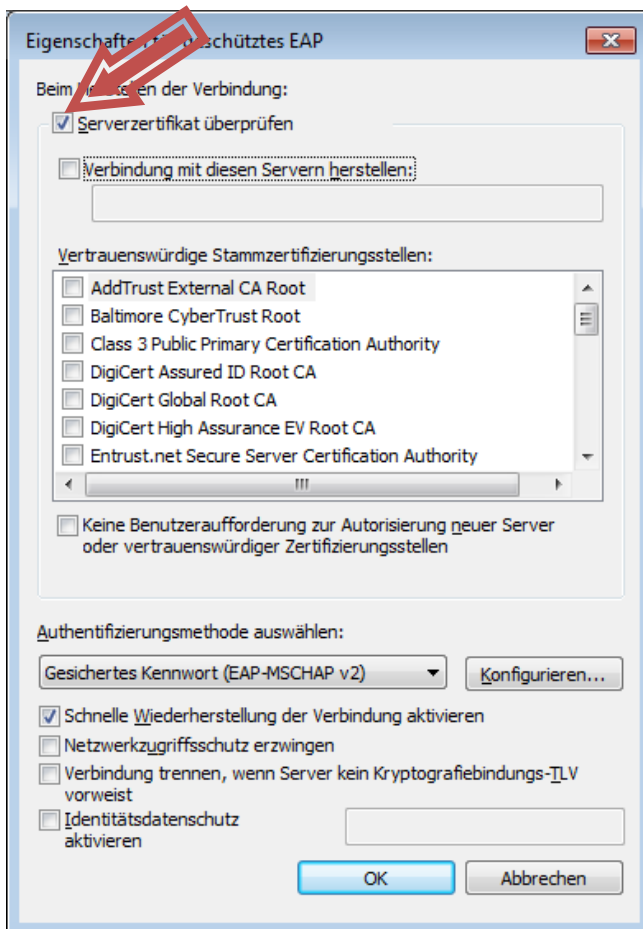 Eigenschaften für geschütztes EAP
Beim Herstellen der Verbindung:
Serverzertifikat überprüfen
Verbindung mit diesen Servern herstellen:
Vertrauenswürdige Stammzertifizierungsstellen:
AddTrust External CA Root
Baltimore CyberTrust Root
Class 3 Public Primary Certification Authority
DigiCert Assured ID Root CA
DigiCert Global Root CA
DigiCert High Assurance EV Root CA
Entrust.net Secure Server Certification Authority
Keine Benutzeraufforderung zur Autorisierung neuer Server
oder vertrauenswürdiger Zertifizierungsstellen
Authentifizierungsmethode auswählen:
Gesichertes Kennwort (EAP-MSCHAP v2)
Konfigurieren...
Schnelle Wiederherstellung der Verbindung aktivieren
Netzwerkzugriffsschutz erzwingen
Verbindung trennen, wenn Server kein Kryptografiebindungs-TLV
vorweist
Identitätsdatenschutz
aktivieren
OK
Abbrechen